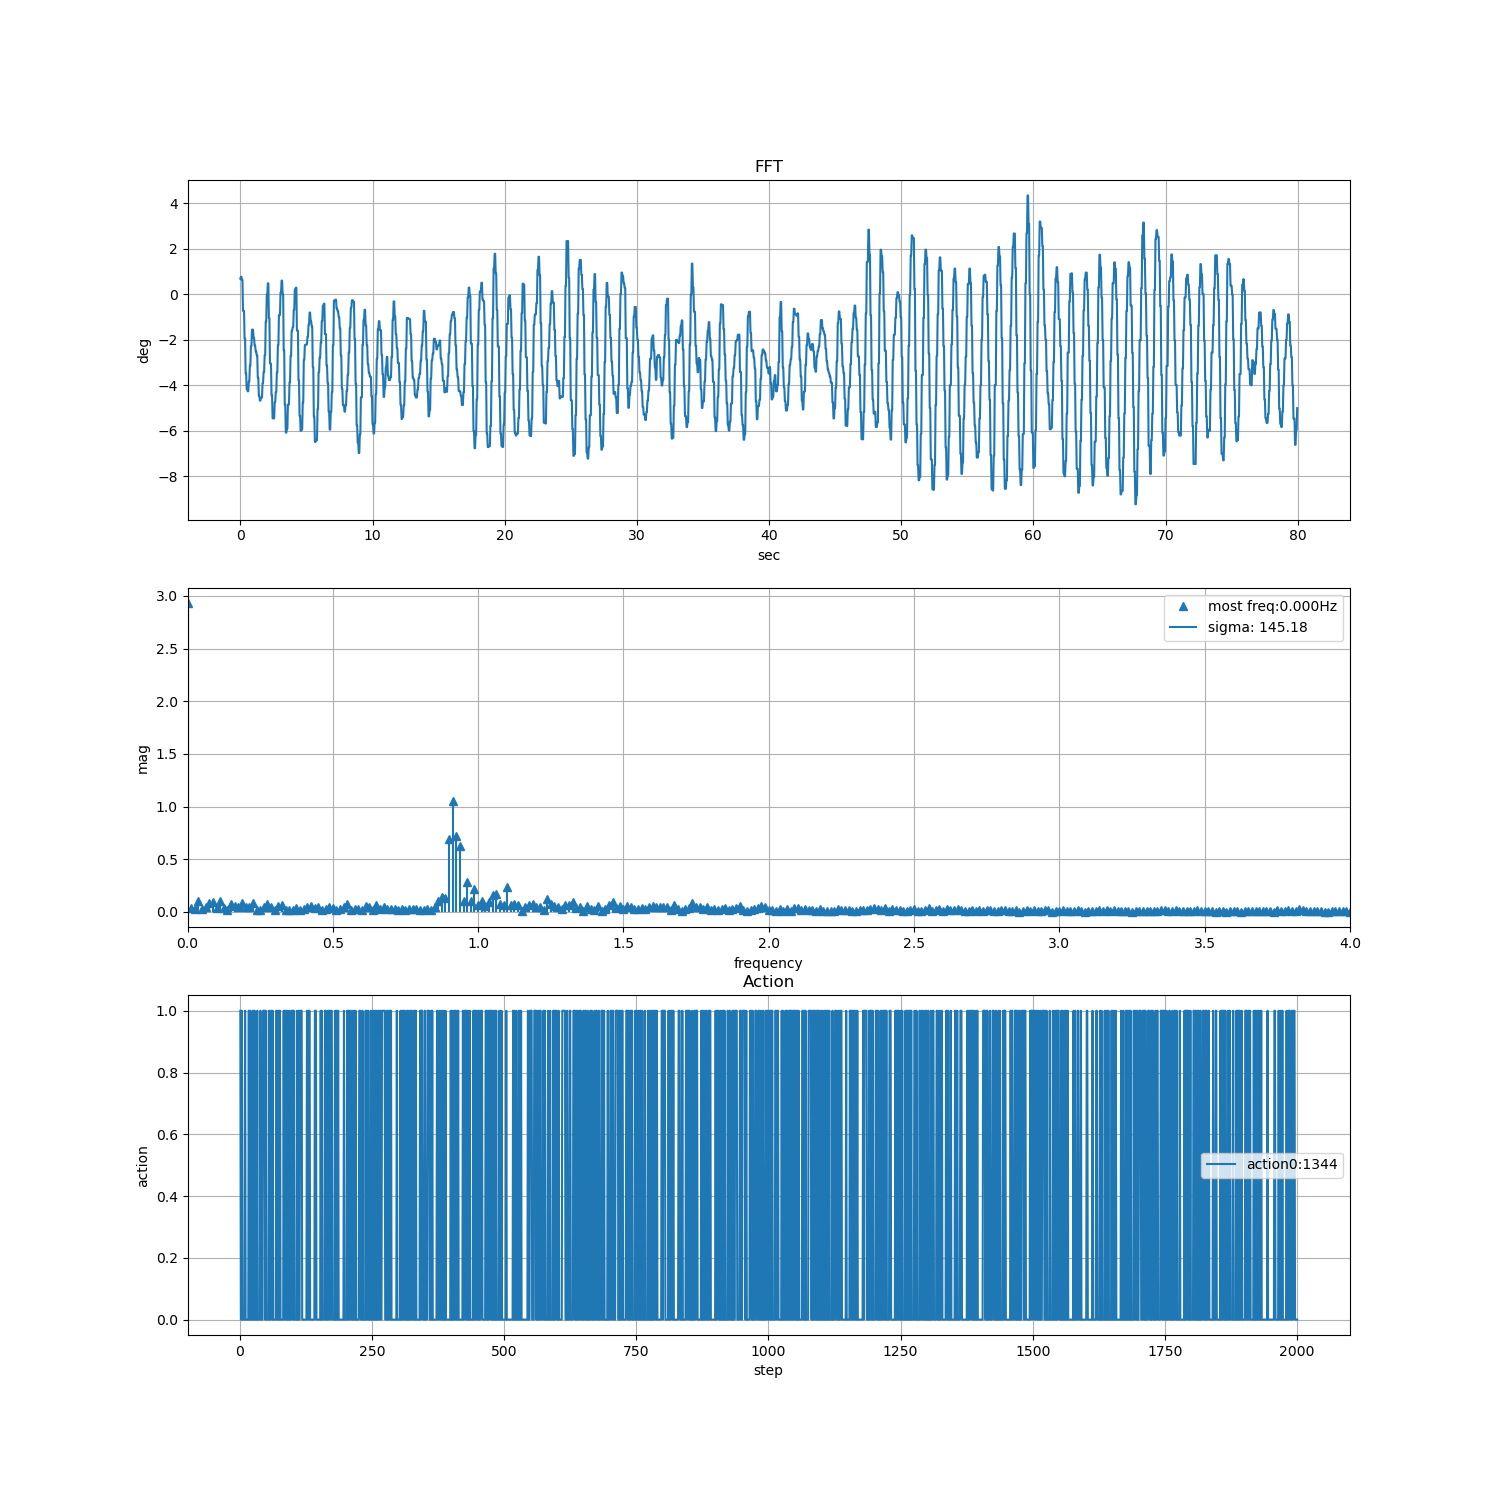 FFT
4
2
0
−2
−4
−6
−8
deg
0 10 20 30 40 50 60 70 80
sec
3.0
2.5
2.0
1.5
1.0
0.5
0.0
mag
most freq:0.000Hz
sigma: 145.18
0.0 0.5 1.0 1.5 2.0 2.5 3.0 3.5 4.0
frequency
Action
1.0
0.8
0.6
0.4
0.2
0.0
action
action0:1344
0 250 500 750 1000 1250 1500 1750 2000
step